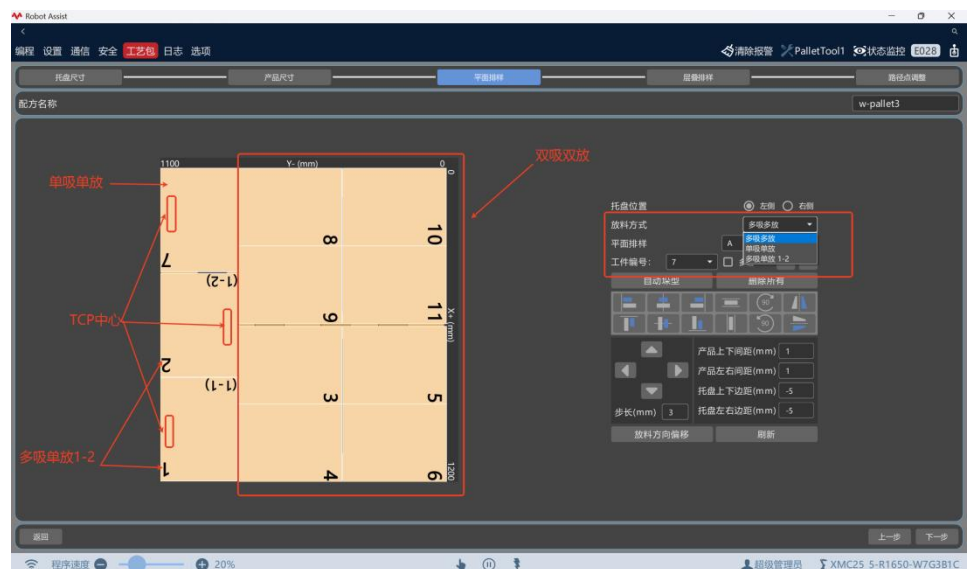 Robot Assist
编程 设置 通信 安全 工艺包 日志 选项
清除报警 PalletTool1 状态监控 E028
托盘尺寸 产品尺寸 平面排样 层叠排样 路径点调整
配方名称 w-pallet3
双吸双放
1100 Y- (mm) 0
0
单吸单放
10
8
7
(1-2)
TCP中心
11
9
X+ (mm)
2
(1-1)
5
3
多吸单放1-2
1
4
6
1200
托盘位置 左侧 右侧
放料方式 多吸多放
多吸多放
单吸单放
多吸单放 1-2
平面排样 A
工件编号: 7
自动垛型 删除所有
90
90
产品上下间距(mm) 1
产品左右间距(mm) 1
托盘上下边距(mm) -5
步长(mm) 3 托盘左右边距(mm) -5
放料方向偏移 刷新
返回 上一步 下一步
程序速度 20% 超级管理员 XMC25_5-R1650-W7G3B1C